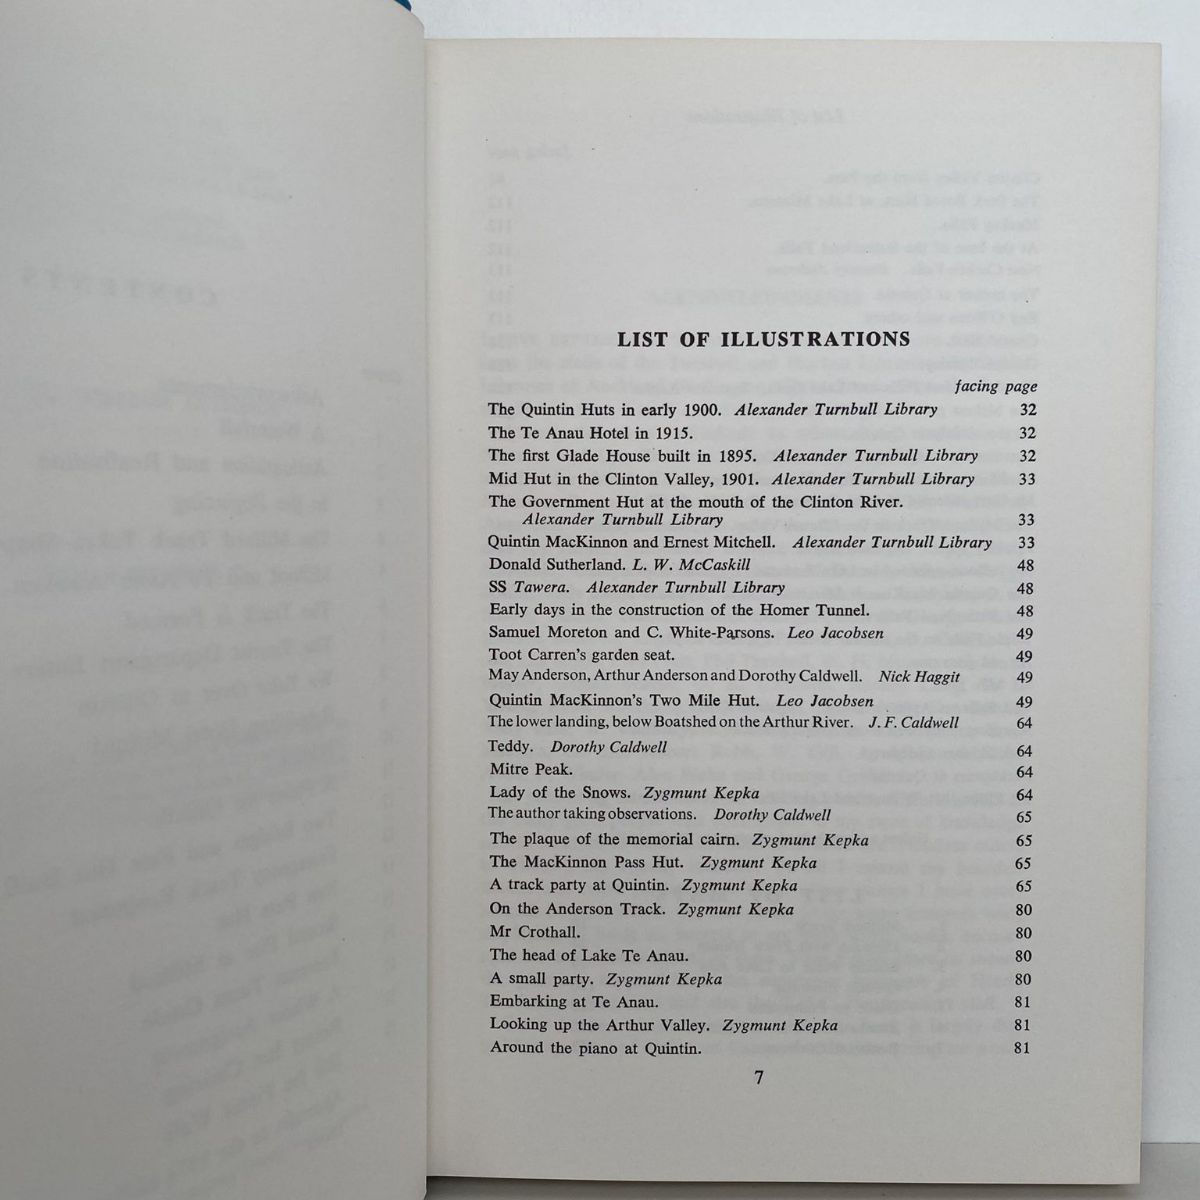 LIST OF ILLUSTRATIONS
facing page
The Quintin Huts in early 1900. Alexander Turnbull Library 32
The Te Anau Hotel in 1915. 32
The first Glade House built in 1895. Alexander Turnbull Library 32
Mid Hut in the Clinton Valley, 1901. Alexander Turnbull Library 33
The Government Hut at the mouth of the Clinton River.
Alexander Turnbull Library 33
Quintin MacKinnon and Ernest Mitchell. Alexander Turnbull Library 33
Donald Sutherland. L. W. McCaskill 48
SS Tawera. Alexander Turnbull Library 48
Early days in the construction of the Homer Tunnel. 48
Samuel Moreton and C. White-Parsons. Leo Jacobsen 49
Toot Carren's garden seat. 49
May Anderson, Arthur Anderson and Dorothy Caldwell. Nick Haggit 49
Quintin MacKinnon's Two Mile Hut. Leo Jacobsen 49
The lower landing, below Boatshed on the Arthur River. J. F. Caldwell 64
Teddy. Dorothy Caldwell 64
Mitre Peak. 64
Lady of the Snows. Zygmunt Kepka 64
The author taking observations. Dorothy Caldwell 65
The plaque of the memorial cairn. Zygmunt Kepka 65
The MacKinnon Pass Hut. Zygmunt Kepka 65
A track party at Quintin. Zygmunt Kepka 65
On the Anderson Track. Zygmunt Kepka 80
Mr Crothall. 80
The head of Lake Te Anau. 80
A small party. Zygmunt Kepka 80
Embarking at Te Anau. 81
Looking up the Arthur Valley. Zygmunt Kepka 81
Around the piano at Quintin. 81
7